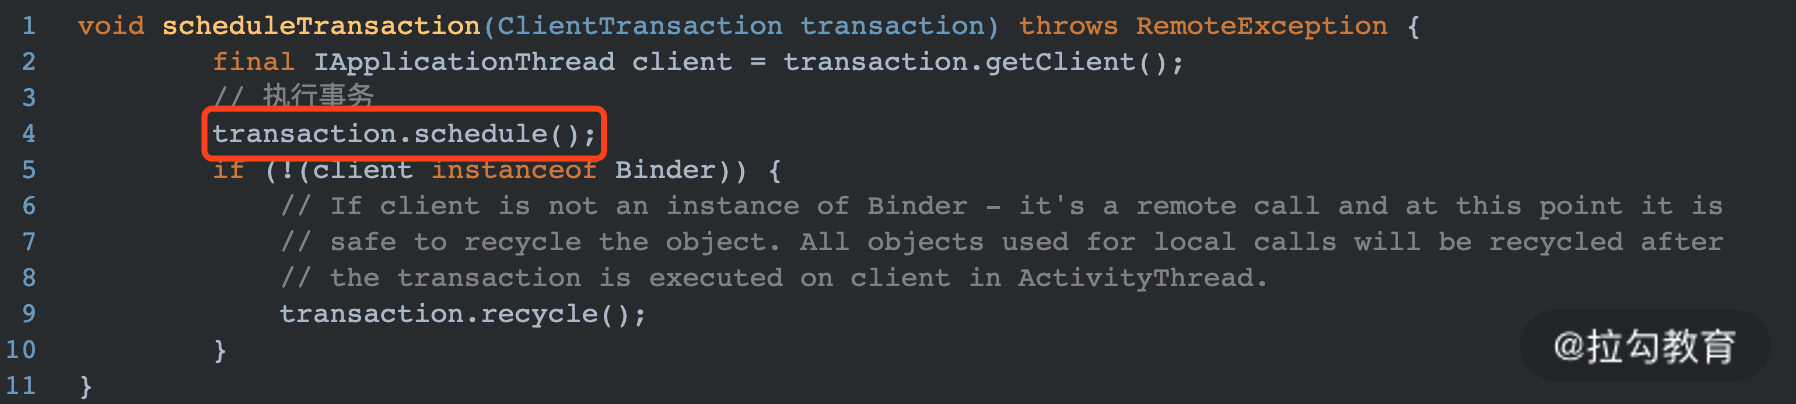 1 void scheduleTransaction(ClientTransaction transaction) throws RemoteException {
2 final IApplicationThread client = transaction.getClient();
3 // 执行事务
4 transaction.schedule();
5 if (!(client instanceof Binder)) {
6 // If client is not an instance of Binder - it's a remote call and at this point it is
7 // safe to recycle the object. All objects used for local calls will be recycled after
8 // the transaction is executed on client in ActivityThread.
9 transaction.recycle();
10 }
11 }
@拉勾教育